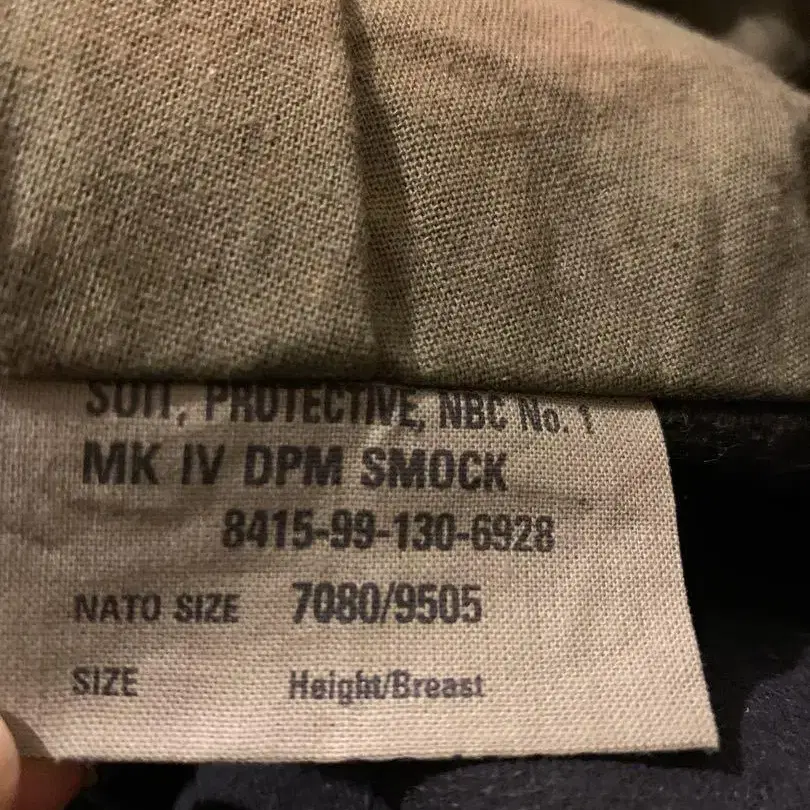 SUIT, PROTECTIVE, NBC No. 1
MK IV DPM SMOCK
8415-99-130-6928
NATO SIZE 7080/9505
SIZE Height/Breast